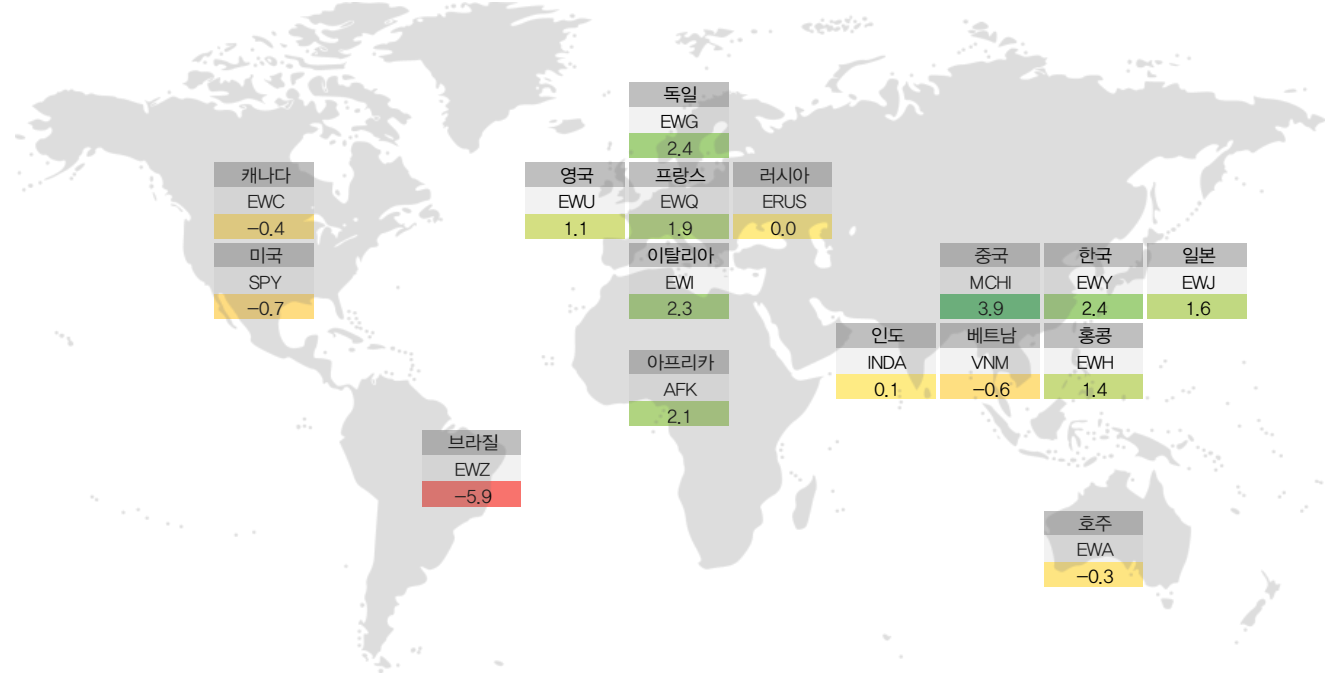 독일
EWG
2.4
캐나다
EWC
-0.4
영국
EWU
1.1
프랑스
EWQ
1.9
러시아
ERUS
0.0
미국
SPY
-0.7
이탈리아
EWI
2.3
중국
MCHI
3.9
한국
EWY
2.4
일본
EWJ
1.6
인도
INDA
0.1
베트남
VNM
-0.6
홍콩
EWH
1.4
아프리카
AFK
2.1
브라질
EWZ
-5.9
호주
EWA
-0.3